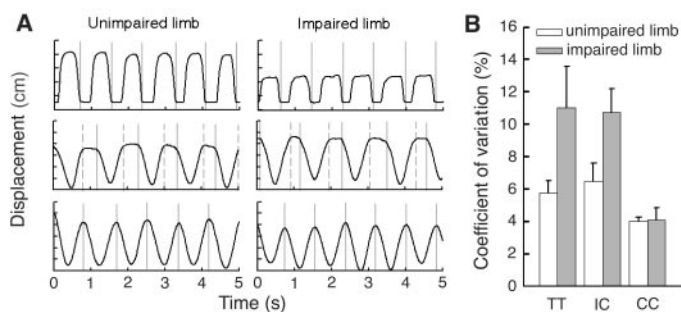 A
Unimpaired limb
Impaired limb
Displacement (cm)
0 1 2 3 4 5
0 1 2 3 4 5
Time (s)
B
unimpaired limb
impaired limb
Coefficient of variation (%)
16
14
12
10
8
6
4
2
0
TT IC CC